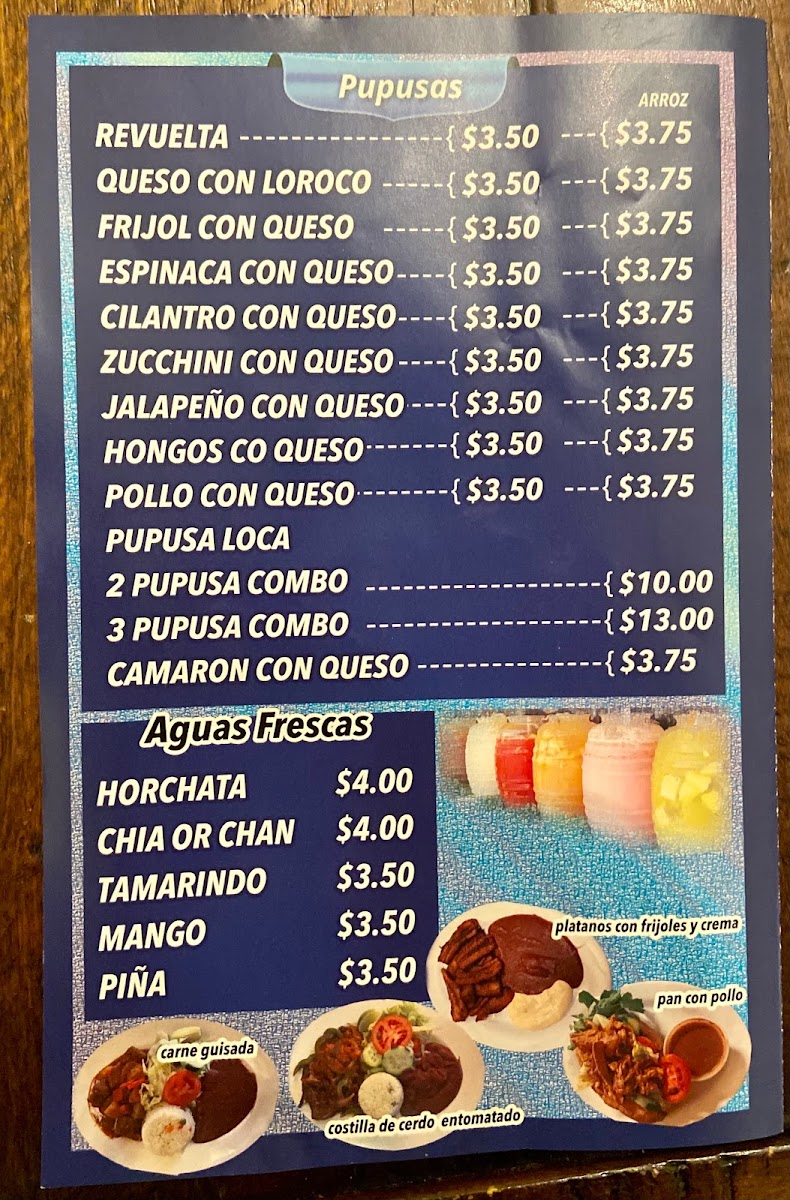 Pupusas
ARROZ
REVUELTA --------------------{ $3.50 ---{ $3.75
QUESO CON LOROCO ------{ $3.50 ---{ $3.75
FRIJOL CON QUESO ------{ $3.50 ---{ $3.75
ESPINACA CON QUESO----{ $3.50 ---{ $3.75
CILANTRO CON QUESO----{ $3.50 ---{ $3.75
ZUCCHINI CON QUESO ----{ $3.50 ---{ $3.75
JALAPEÑO CON QUESO ---{ $3.50 ---{ $3.75
HONGOS CO QUESO-------{ $3.50 ---{ $3.75
POLLO CON QUESO--------{ $3.50 ---{ $3.75
PUPUSA LOCA
2 PUPUSA COMBO --------------------{ $10.00
3 PUPUSA COMBO --------------------{ $13.00
CAMARON CON QUESO ----------------{ $3.75
Aguas Frescas
HORCHATA $4.00
CHIA OR CHAN $4.00
TAMARINDO $3.50
MANGO $3.50
PIÑA $3.50
platanos con frijoles y crema
pan con pollo
carne guisada
costilla de cerdo entomatado